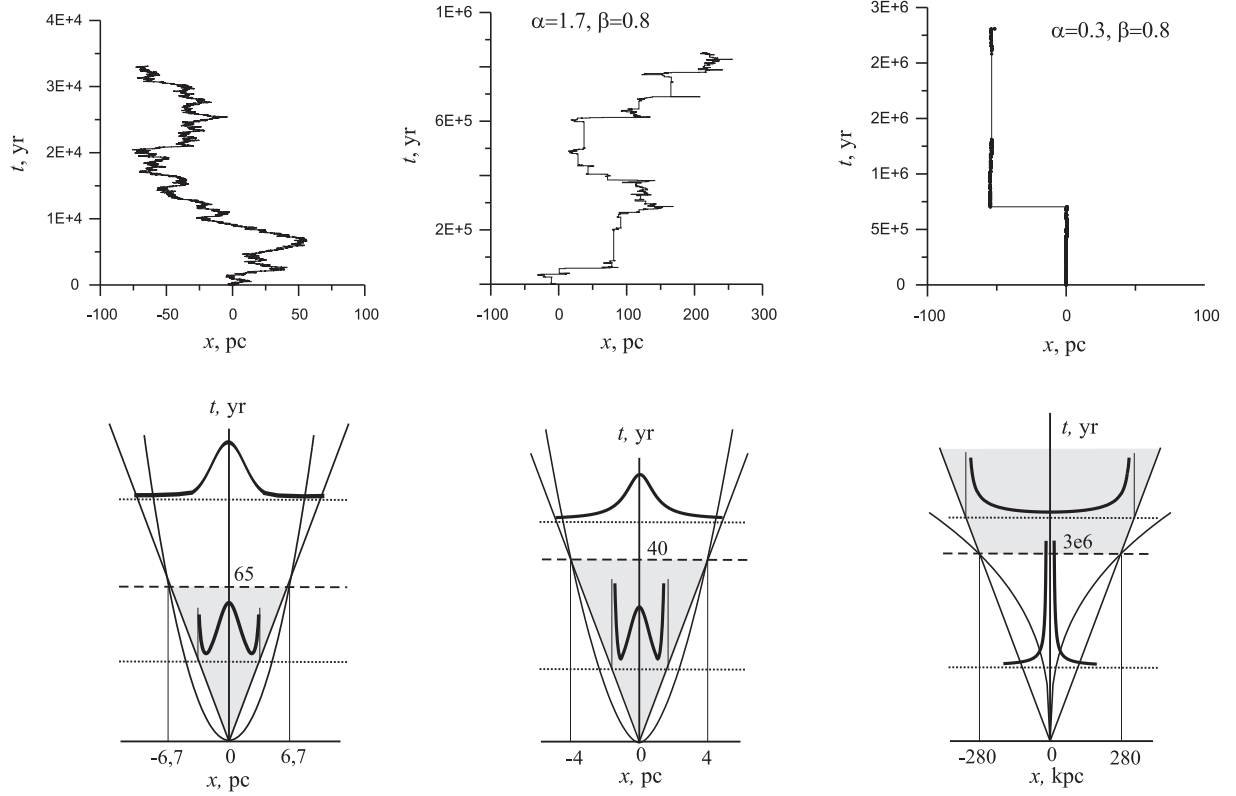 4E+4
3E+4
2E+4
1E+4
0
t, yr
-100 -50 0 50 100
x, pc
α=1.7, β=0.8
1E+6
6E+5
2E+5
t, yr
-100 0 100 200 300
x, pc
α=0.3, β=0.8
3E+6
2E+6
2E+6
1E+6
5E+5
0
t, yr
-100 0 100
x, pc
t, yr
65
-6,7 0 6,7
x, pc
t, yr
40
-4 0 4
x, pc
t, yr
3e6
-280 0 280
x, kpc